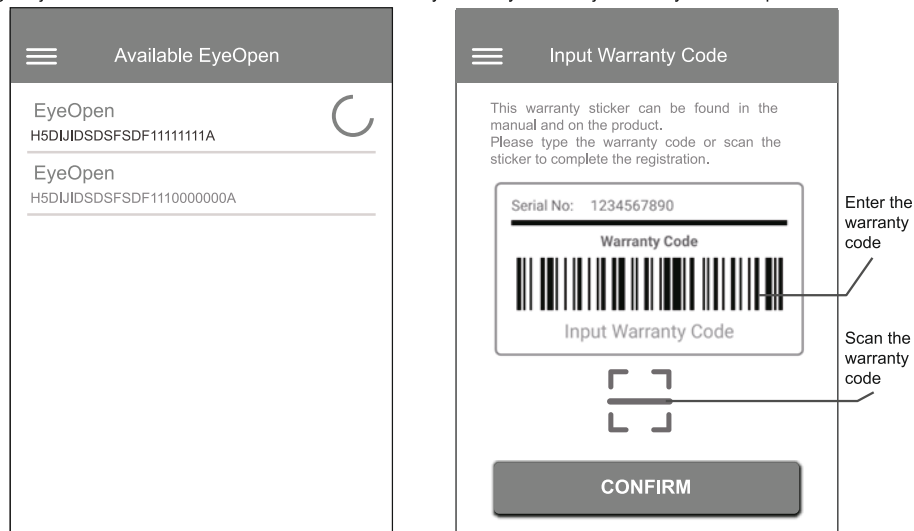 Available EyeOpen
EyeOpen
H5DIJIDSDSFSDF11111111A
EyeOpen
H5DIJIDSDSFSDF1110000000A
Input Warranty Code
This warranty sticker can be found in the
manual and on the product.
Please type the warranty code or scan the
sticker to complete the registration.
Serial No: 1234567890
Warranty Code
Input Warranty Code
CONFIRM
Enter the
warranty
code
Scan the
warranty
code